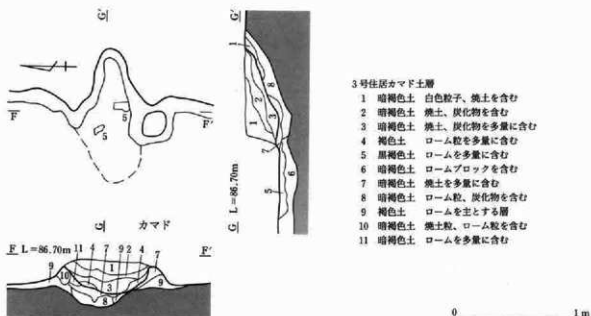 G′
G′
F
F′
5
5
1
8
2
3
1
7
6
5
G
G L=86.70m
カマド
F L=86.70m
F′
9 11 4 7 9 2 4 7
10
1
3
8
9
3号住居カマド土層
1 暗褐色土 白色粒子、焼土を含む
2 暗褐色土 焼土、炭化物を含む
3 暗褐色土 焼土、炭化物を多量に含む
4 褐色土 ローム粒を多量に含む
5 黒褐色土 ロームを多量に含む
6 暗褐色土 ロームブロックを含む
7 暗褐色土 焼土を多量に含む
8 暗褐色土 ローム粒、炭化物を含む
9 褐色土 ロームを主とする層
10 暗褐色土 焼土粒、ローム粒を含む
11 暗褐色土 ロームを多量に含む
0 1m